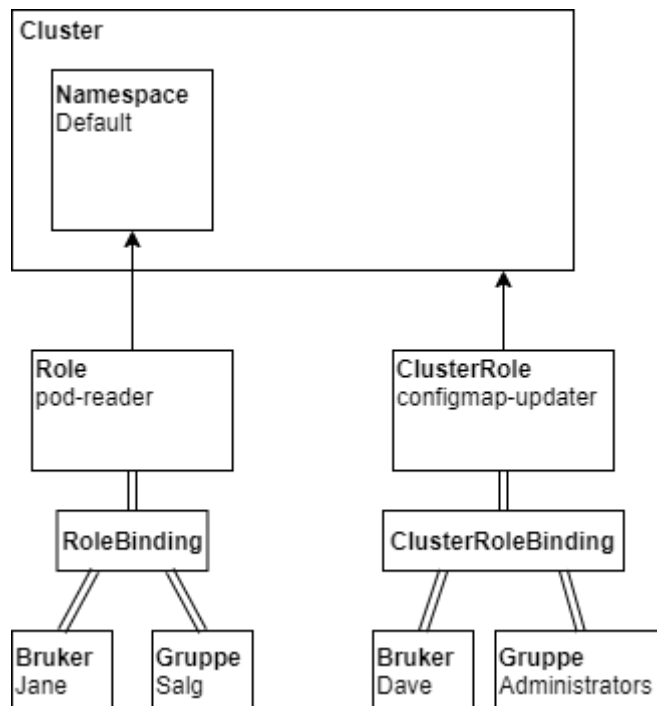 Cluster
Namespace
Default
Role
pod-reader
ClusterRole
configmap-updater
RoleBinding
ClusterRoleBinding
Bruker
Jane
Gruppe
Salg
Bruker
Dave
Gruppe
Administrators